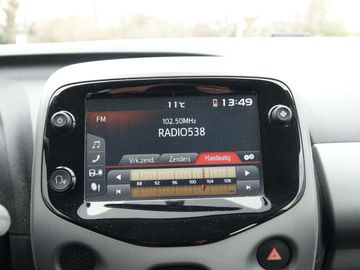 11°C 13:49
FM
102.50MHz
RADIO538
Vrk.zend. Zenders Handmatig
88 92 96 100 104 108